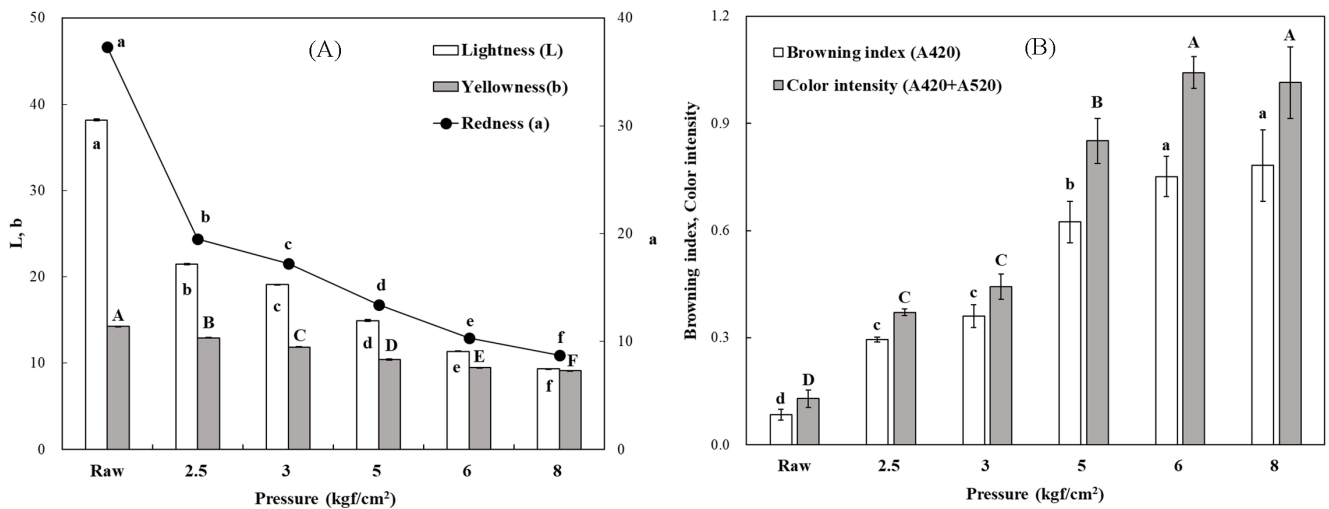 (A)
Lightness (L)
Yellowness(b)
Redness (a)
50
40
30
20
10
0
L, b
40
30
20
10
0
a
a
b
c
d
e
f
a
b
c
d
e
f
A
B
C
D
E
F
Raw
2.5
3
5
6
8
Pressure (kgf/cm²)
(B)
Browning index (A420)
Color intensity (A420+A520)
1.2
0.9
0.6
0.3
0.0
Browning index, Color intensity
d
D
c
C
c
C
b
B
a
A
a
A
Raw
2.5
3
5
6
8
Pressure (kgf/cm²)